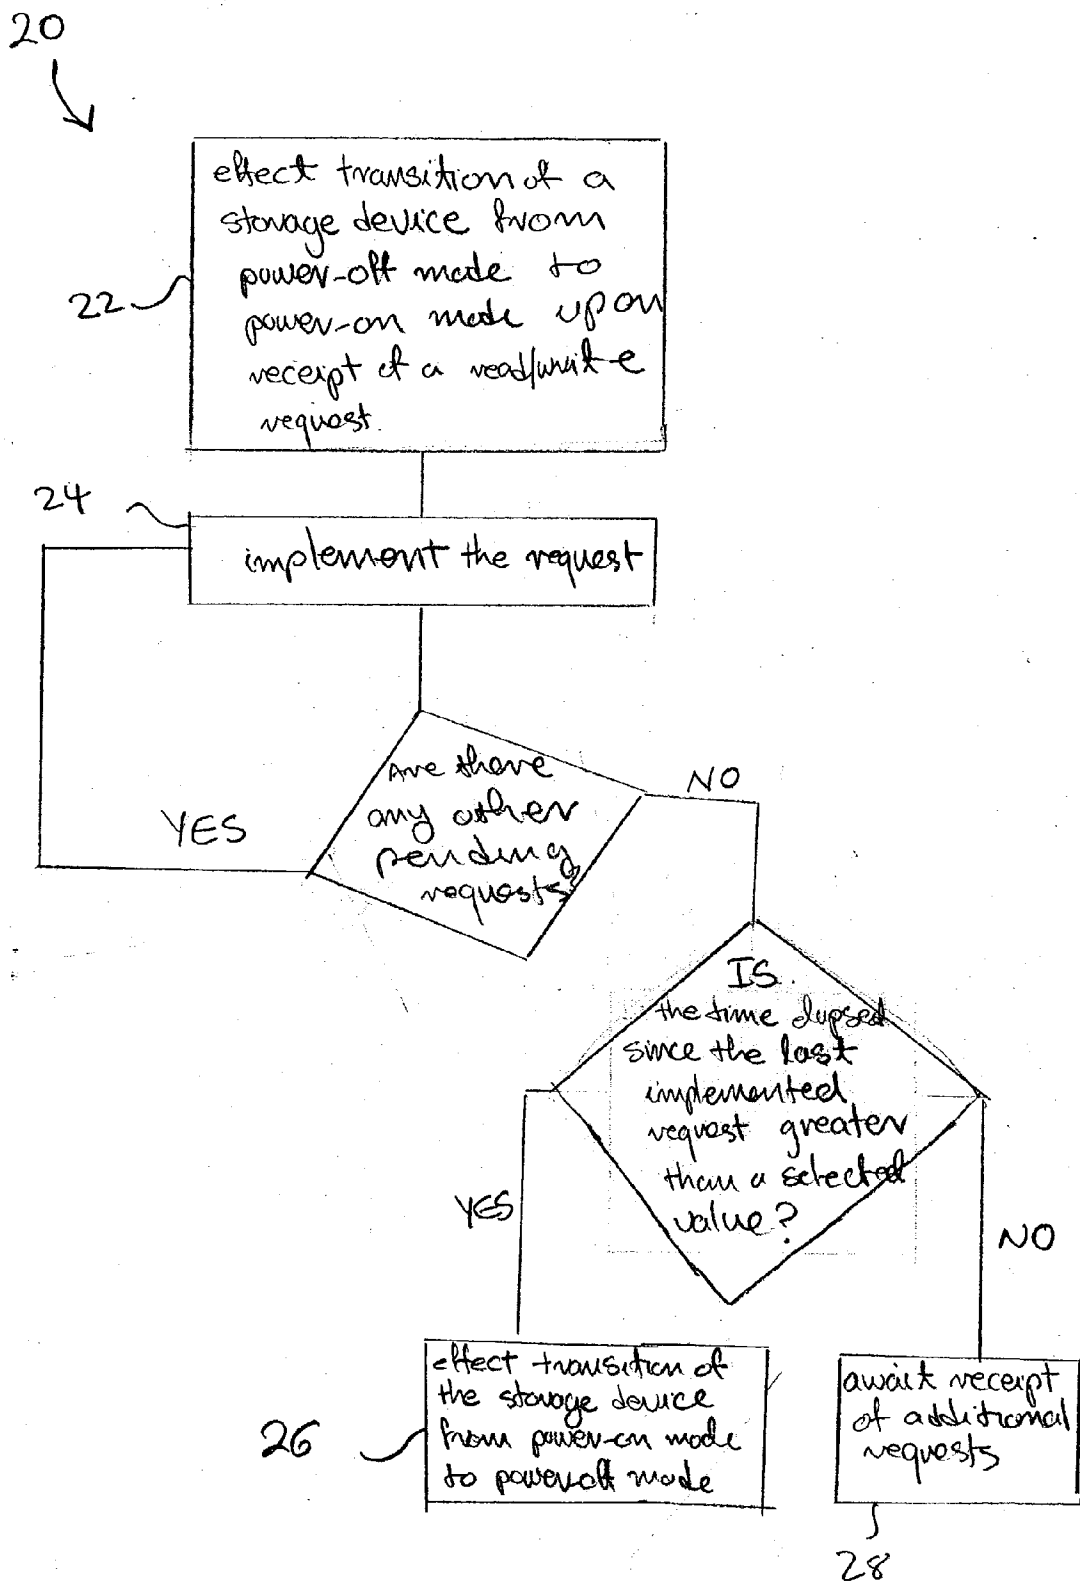 20
effect transition of a
storage device from
power-off mode to
22
power-on mode upon
receipt of a read/write
request.
24
implement the request
Are there
any other
pending
requests?
NO
YES
IS
the time elapsed
since the last
implemented
request greater
than a selected
value?
YES
NO
effect transition of
the storage device
from power-on mode
to power-off mode
26
await receipt
of additional
requests
28